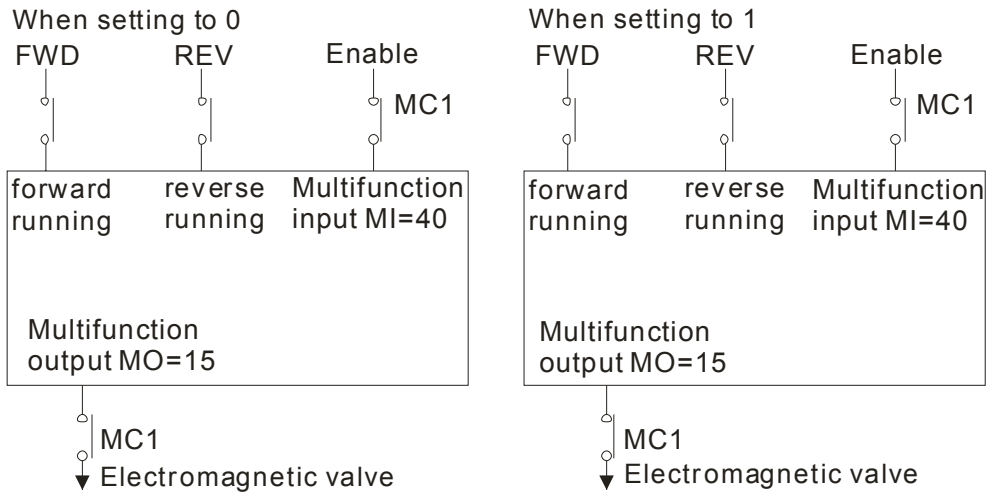 When setting to 0
FWD REV Enable
MC1
forward running
reverse running
Multifunction input MI=40
Multifunction
output MO=15
MC1
Electromagnetic valve
When setting to 1
FWD REV Enable
MC1
forward running
reverse running
Multifunction input MI=40
Multifunction
output MO=15
MC1
Electromagnetic valve